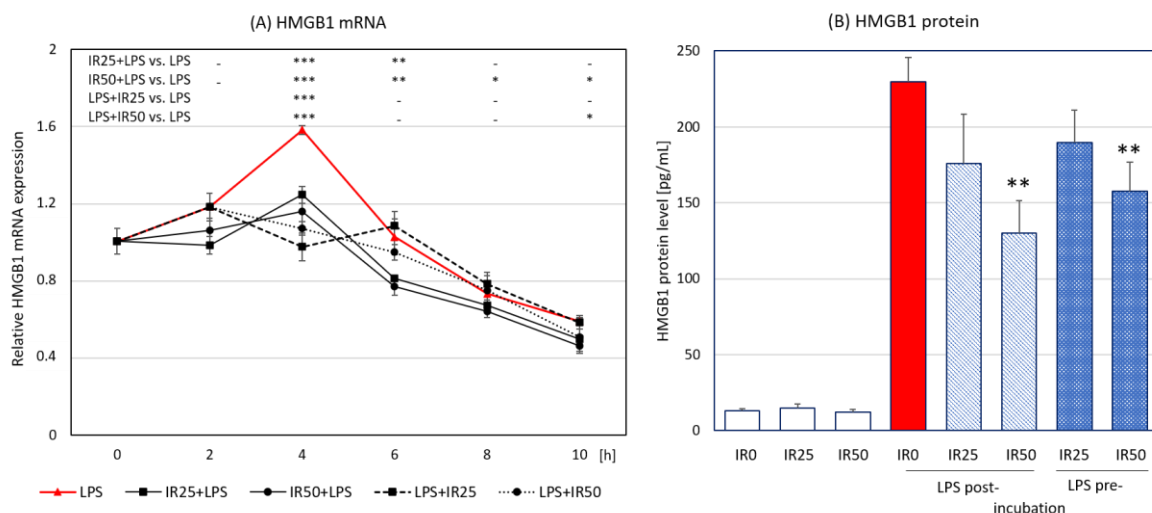 (A) HMGB1 mRNA
2
IR25+LPS vs. LPS - *** ** - -
IR50+LPS vs. LPS - *** ** * *
LPS+IR25 vs. LPS *** - - -
LPS+IR50 vs. LPS *** - - *
1.6
1.2
0.8
0.4
0
Relative HMGB1 mRNA expression
0 2 4 6 8 10 [h]
LPS IR25+LPS IR50+LPS LPS+IR25 LPS+IR50
(B) HMGB1 protein
250
200
150
100
50
0
HMGB1 protein level [pg/mL]
** **
IR0 IR25 IR50 IR0 IR25 IR50 IR25 IR50
LPS post- LPS pre-
incubation